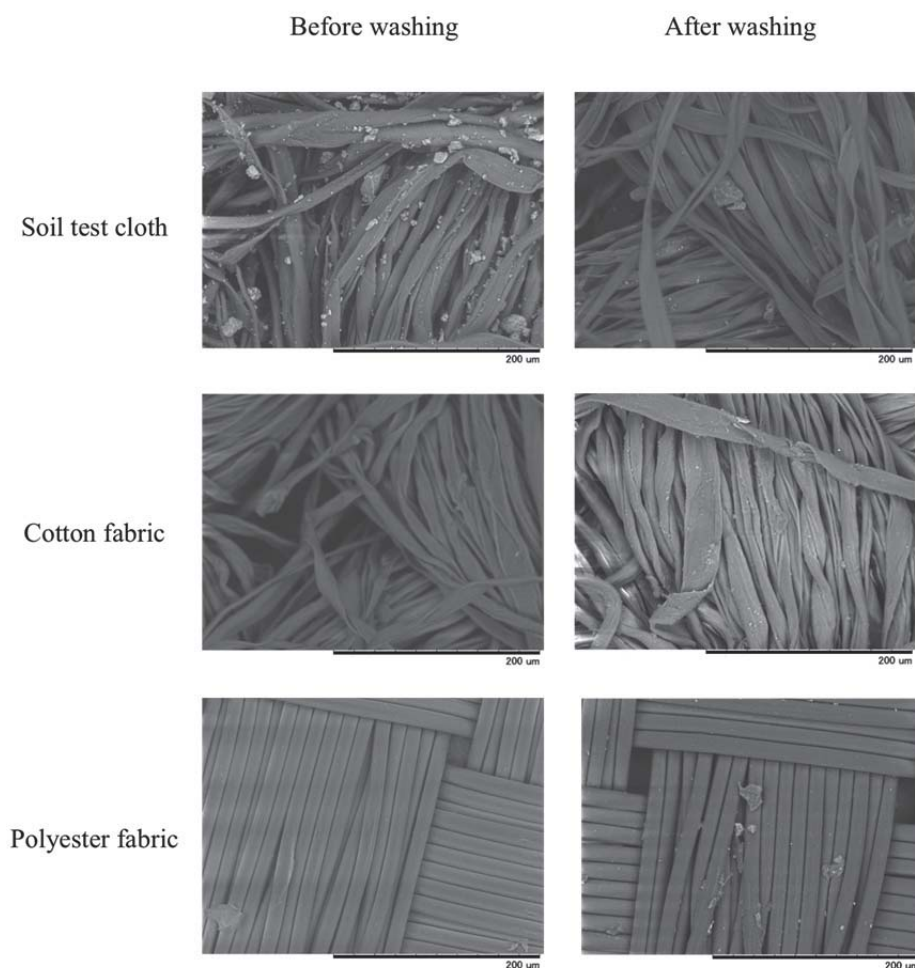 Before washing
After washing
Soil test cloth
200 um
200 um
Cotton fabric
200 um
200 um
Polyester fabric
200 um
200 um